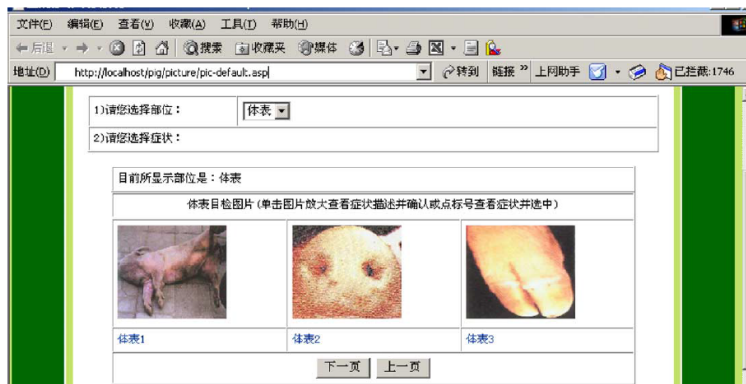 文件(F) 编辑(E) 查看(V) 收藏(A) 工具(T) 帮助(H)
后退 搜索 收藏夹 媒体
地址(D) http://localhost/pig/picture/pic-default.asp 转到 链接 » 上网助手 已拦截:1746
1)请您选择部位： 体表
2)请您选择症状：
目前所显示部位是：体表
体表目检图片(单击图片放大查看症状描述并确认或点标号查看症状并选中)
体表1 体表2 体表3
下一页 上一页